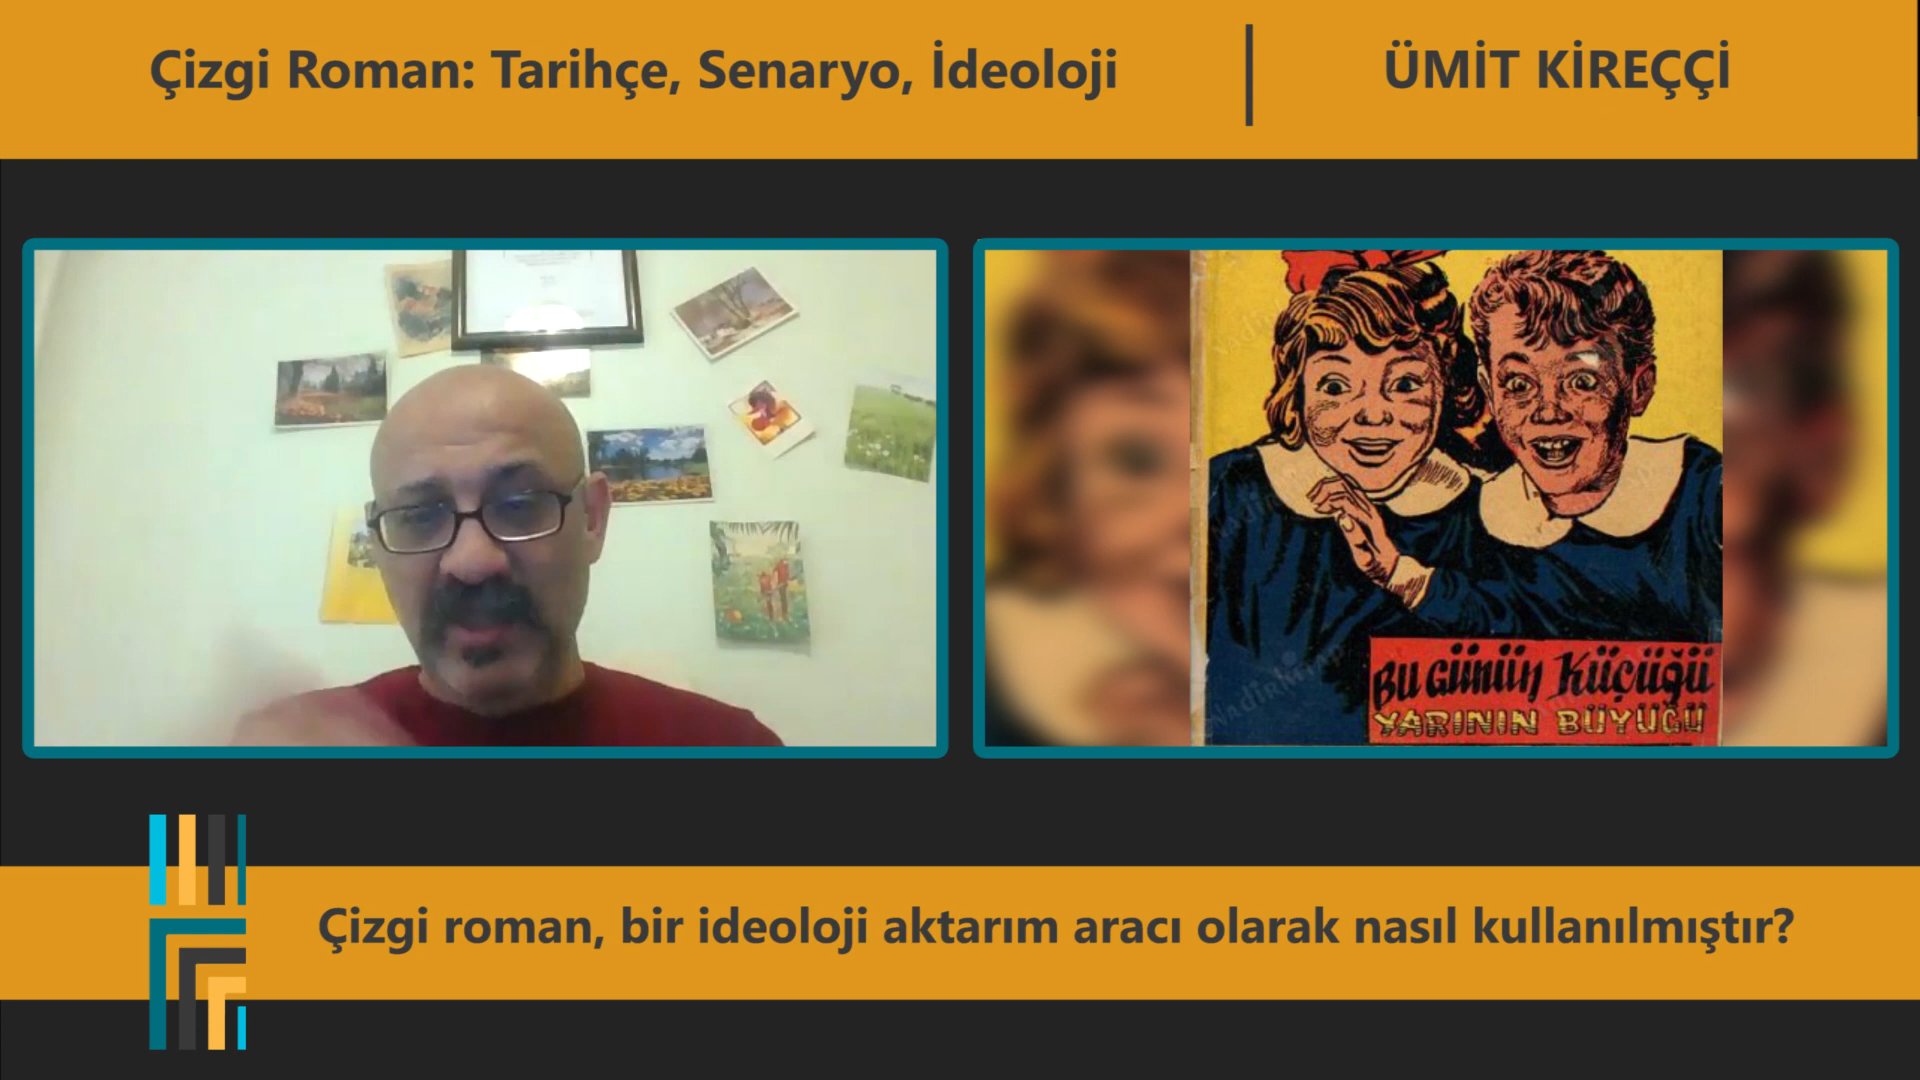 Çizgi Roman: Tarihçe, Senaryo, İdeoloji
ÜMİT KİREÇÇİ
BU GÜNÜN KÜÇÜĞÜ
YARININ BÜYÜĞÜ
Çizgi roman, bir ideoloji aktarım aracı olarak nasıl kullanılmıştır?